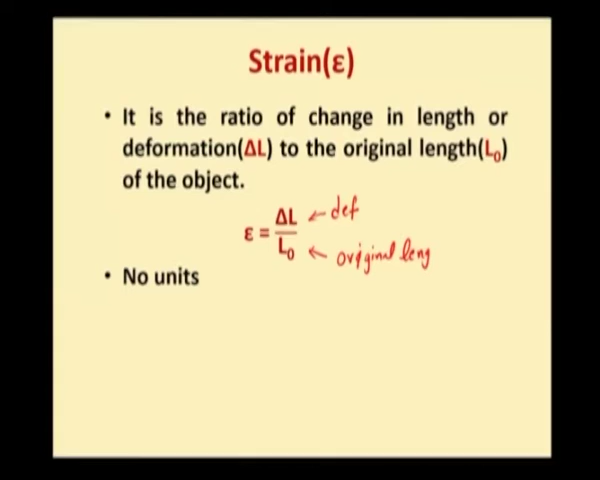 Strain(ε)
• It is the ratio of change in length or
deformation(ΔL) to the original length(L₀)
of the object.
ε = ΔL / L₀
← def
← original leng
• No units